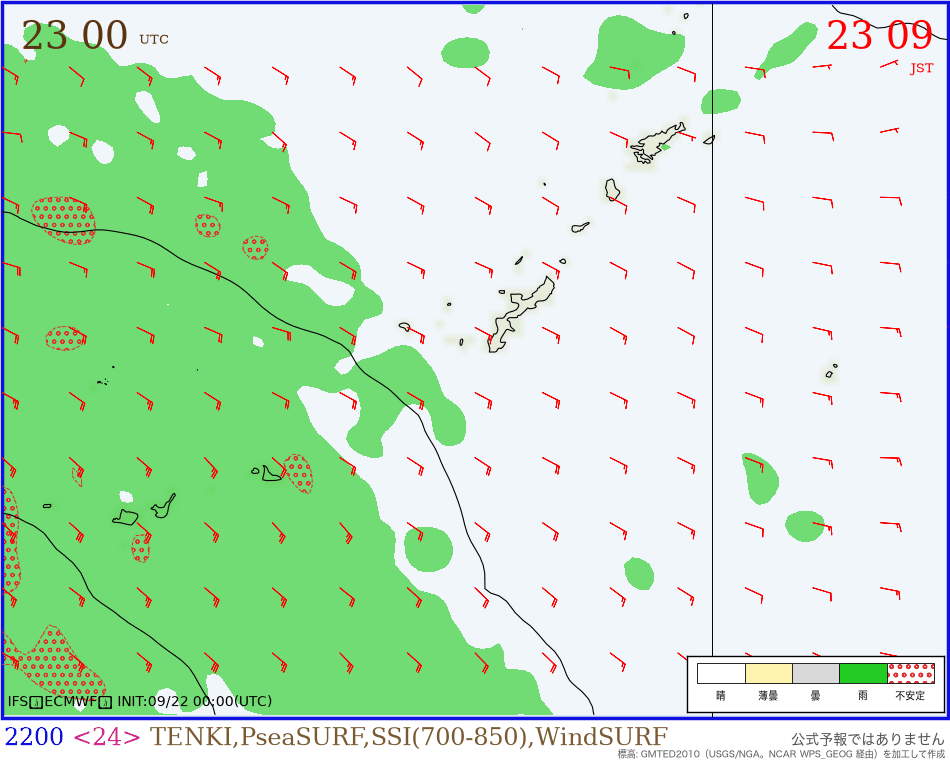 23 00 UTC
23 09
JST
晴 薄曇 曇 雨 不安定
IFS□ECMWF□ INIT:09/22 00:00(UTC)
2200 <24> TENKI,PseaSURF,SSI(700-850),WindSURF
公式予報ではありません
標高: GMTED2010（USGS/NGA。NCAR WPS_GEOG 経由）を加工して作成